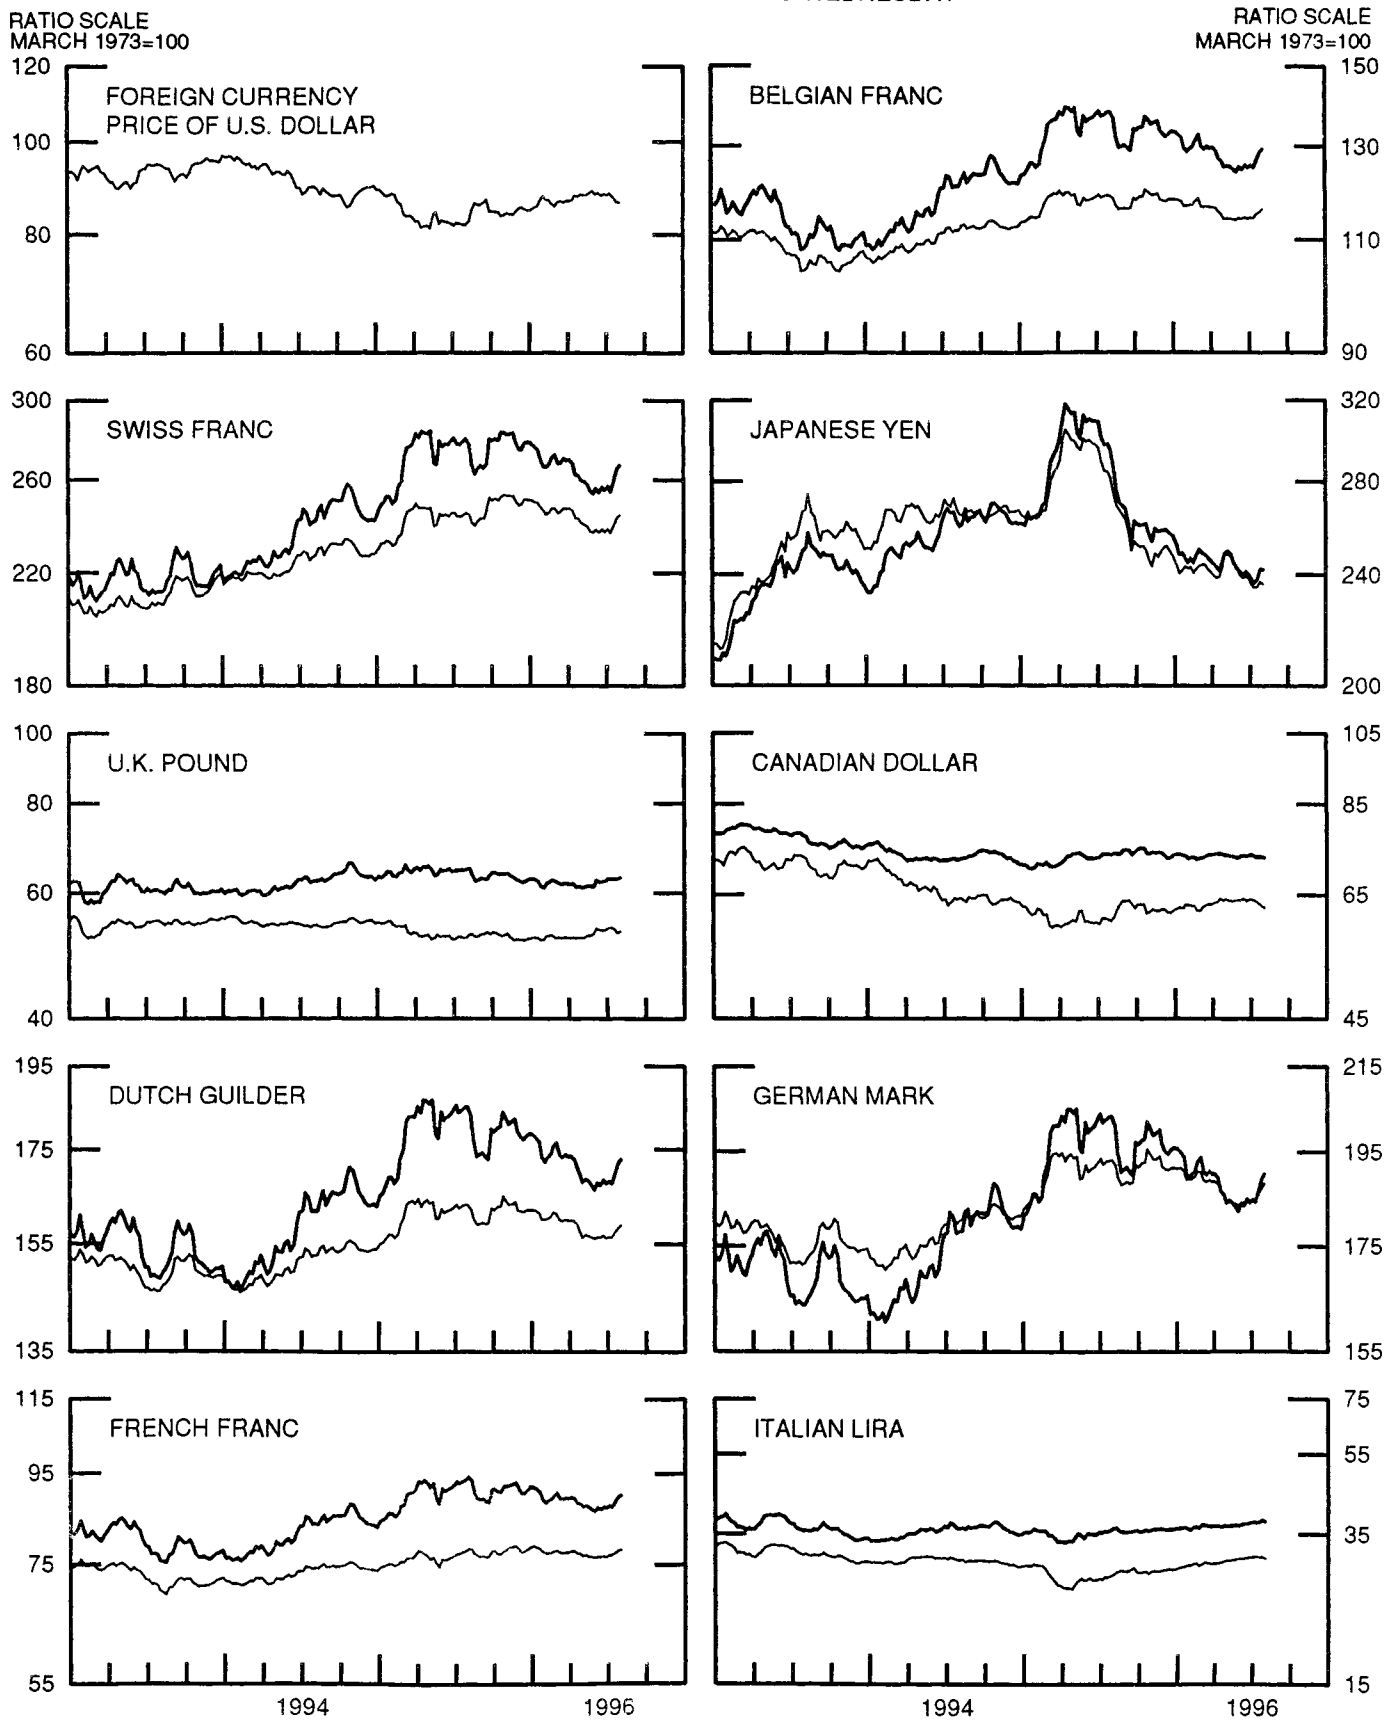 RATIO SCALE
MARCH 1973=100
RATIO SCALE
MARCH 1973=100
120
100
80
60
FOREIGN CURRENCY
PRICE OF U.S. DOLLAR
BELGIAN FRANC
150
130
110
90
300
260
220
180
SWISS FRANC
JAPANESE YEN
320
280
240
200
100
80
60
40
U.K. POUND
CANADIAN DOLLAR
105
85
65
45
195
175
155
135
DUTCH GUILDER
GERMAN MARK
215
195
175
155
115
95
75
55
FRENCH FRANC
ITALIAN LIRA
75
55
35
15
1994
1996
1994
1996